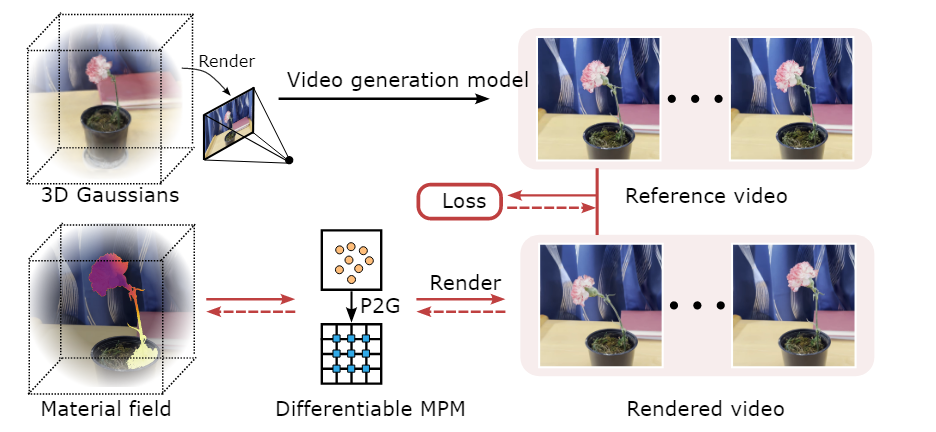 Render
Video generation model
3D Gaussians
Reference video
Loss
Render
P2G
Material field
Differentiable MPM
Rendered video